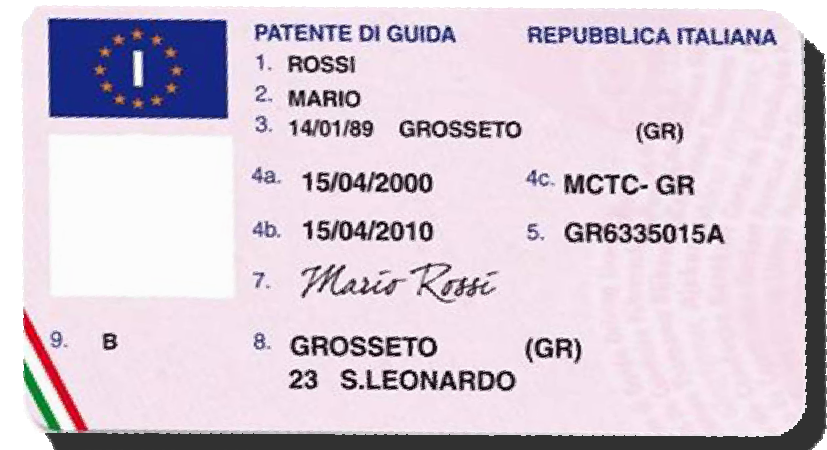 I
PATENTE DI GUIDA REPUBBLICA ITALIANA
1. ROSSI
2. MARIO
3. 14/01/89 GROSSETO (GR)
4a. 15/04/2000 4c. MCTC- GR
4b. 15/04/2010 5. GR6335015A
7. Mario Rossi
9. B 8. GROSSETO (GR)
23 S.LEONARDO